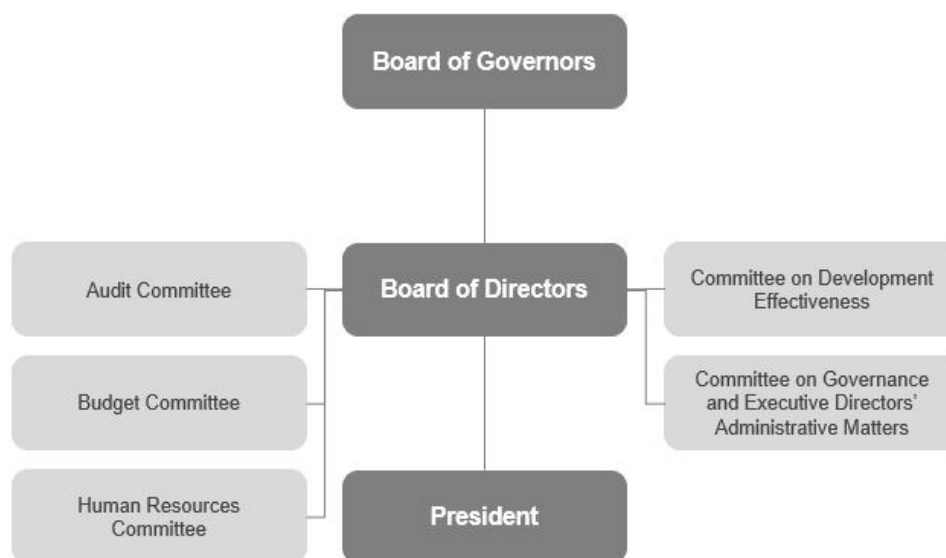 Board of Governors
Audit Committee
Board of Directors
Committee on Development
Effectiveness
Budget Committee
Committee on Governance
and Executive Directors'
Administrative Matters
Human Resources
Committee
President